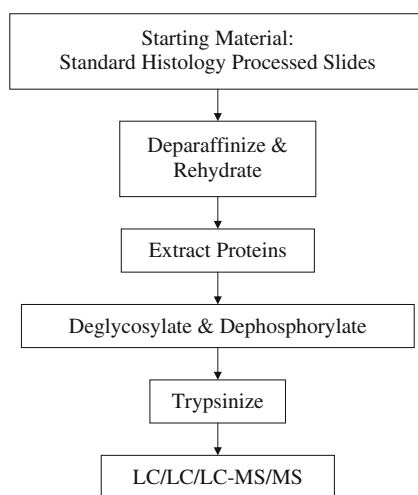 Starting Material:
Standard Histology Processed Slides
Deparaffinize &
Rehydrate
Extract Proteins
Deglycosylate & Dephosphorylate
Trypsinize
LC/LC/LC-MS/MS